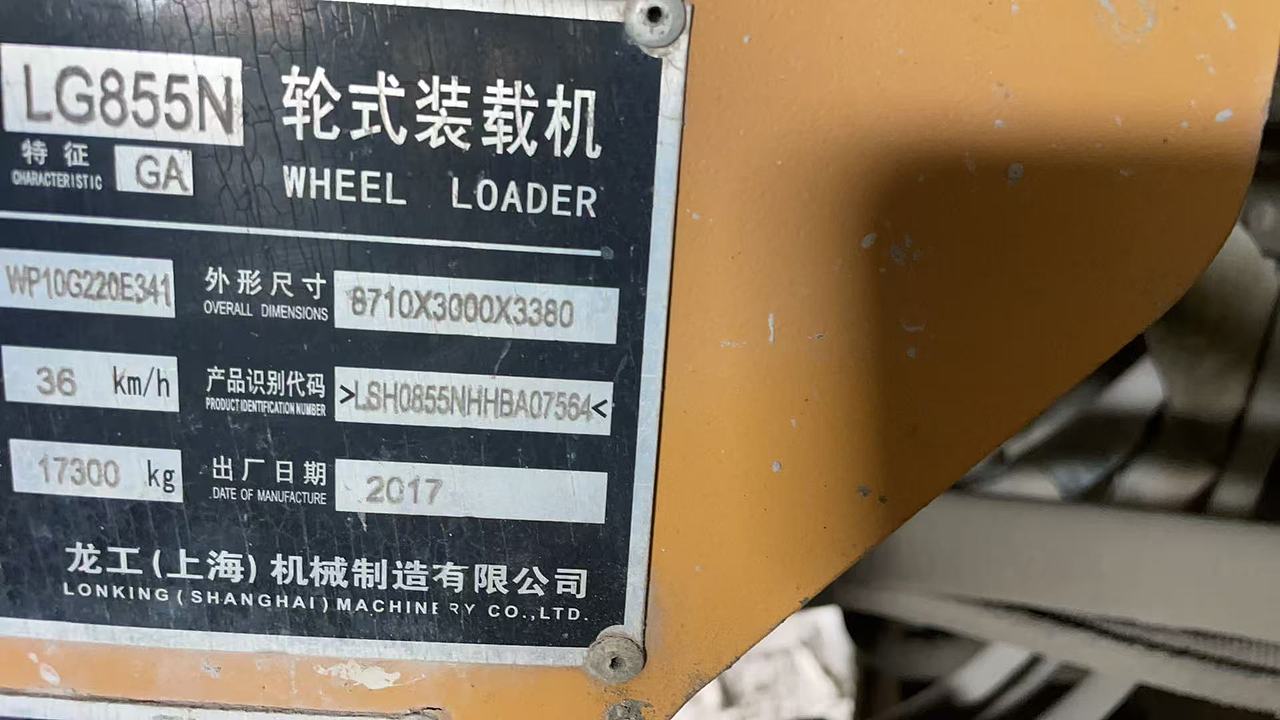 LG855N 轮式装载机
特征 GA
CHARACTERISTIC
WHEEL LOADER
WP10G220E341 外形尺寸 8710X3000X3380
OVERALL DIMENSIONS
36 km/h 产品识别代码 >LSH0855NHHBA07564<
PRODUCT IDENTIFICATION NUMBER
17300 kg 出厂日期 2017
DATE OF MANUFACTURE
龙工(上海)机械制造有限公司
LONKING(SHANGHAI)MACHINERY CO.,LTD.